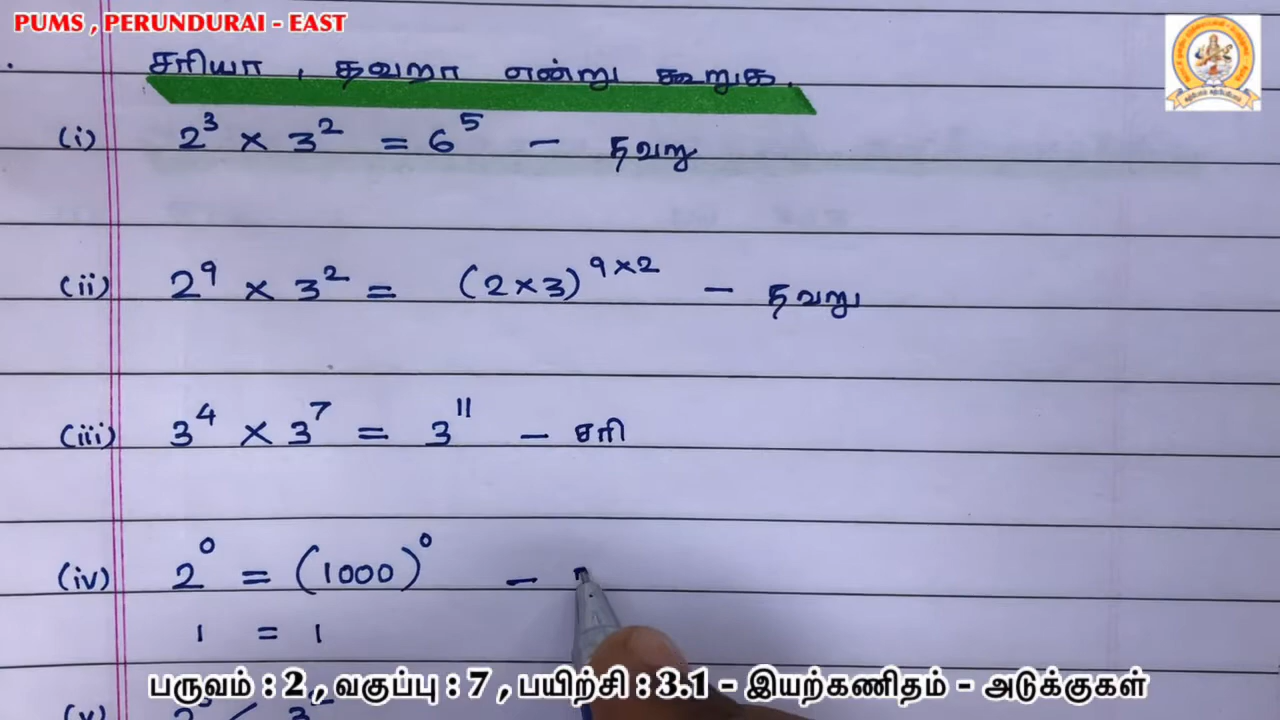 PUMS , PERUNDURAI - EAST
சரியா , தவறா என்று கூறுக.
(i) 2³ × 3² = 6⁵ – தவறு
(ii) 2⁹ × 3² = (2×3)⁹ˣ² – தவறு
(iii) 3⁴ × 3⁷ = 3¹¹ – சரி
(iv) 2⁰ = (1000)⁰ –
1 = 1
பருவம் : 2 , வகுப்பு : 7 , பயிற்சி : 3.1 - இயற்கணிதம் - அடுக்குகள்
(v)